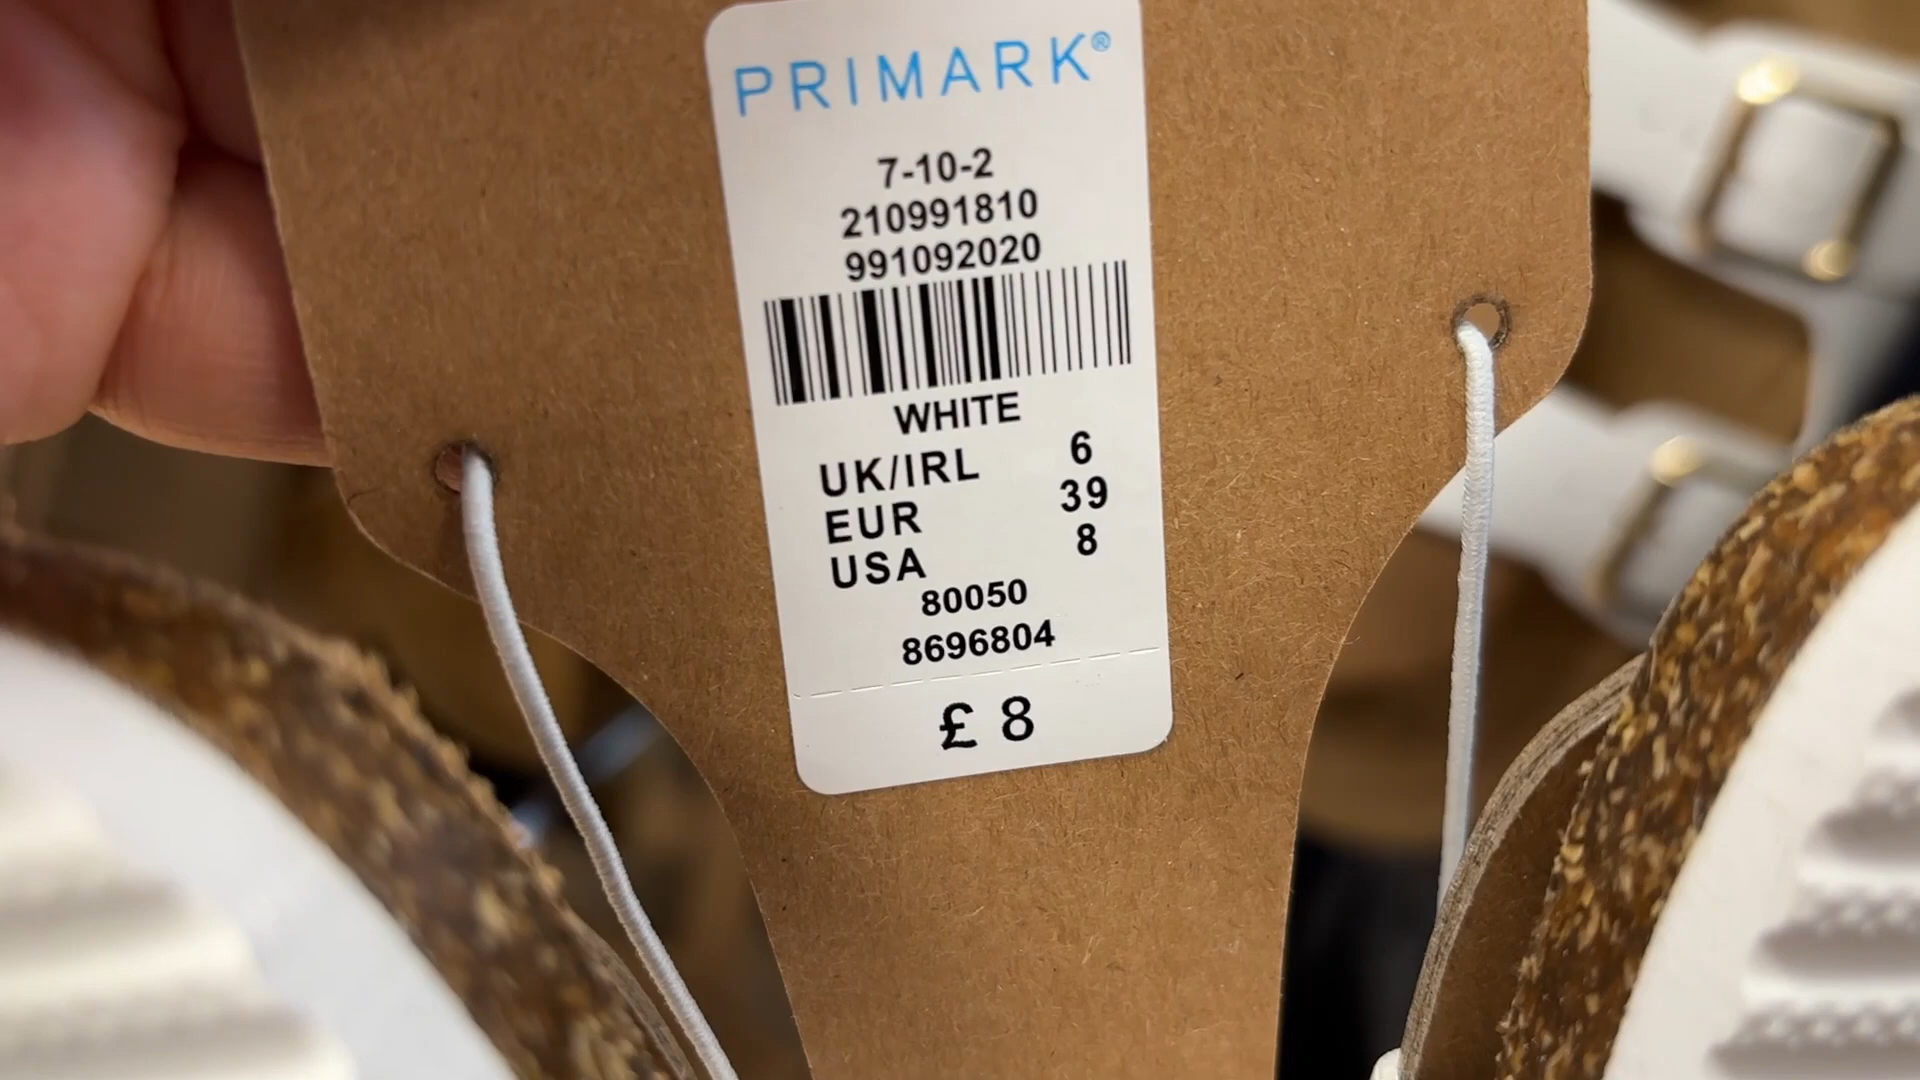 PRIMARK®
7-10-2
210991810
991092020
WHITE
UK/IRL 6
EUR 39
USA 8
80050
8696804
£ 8